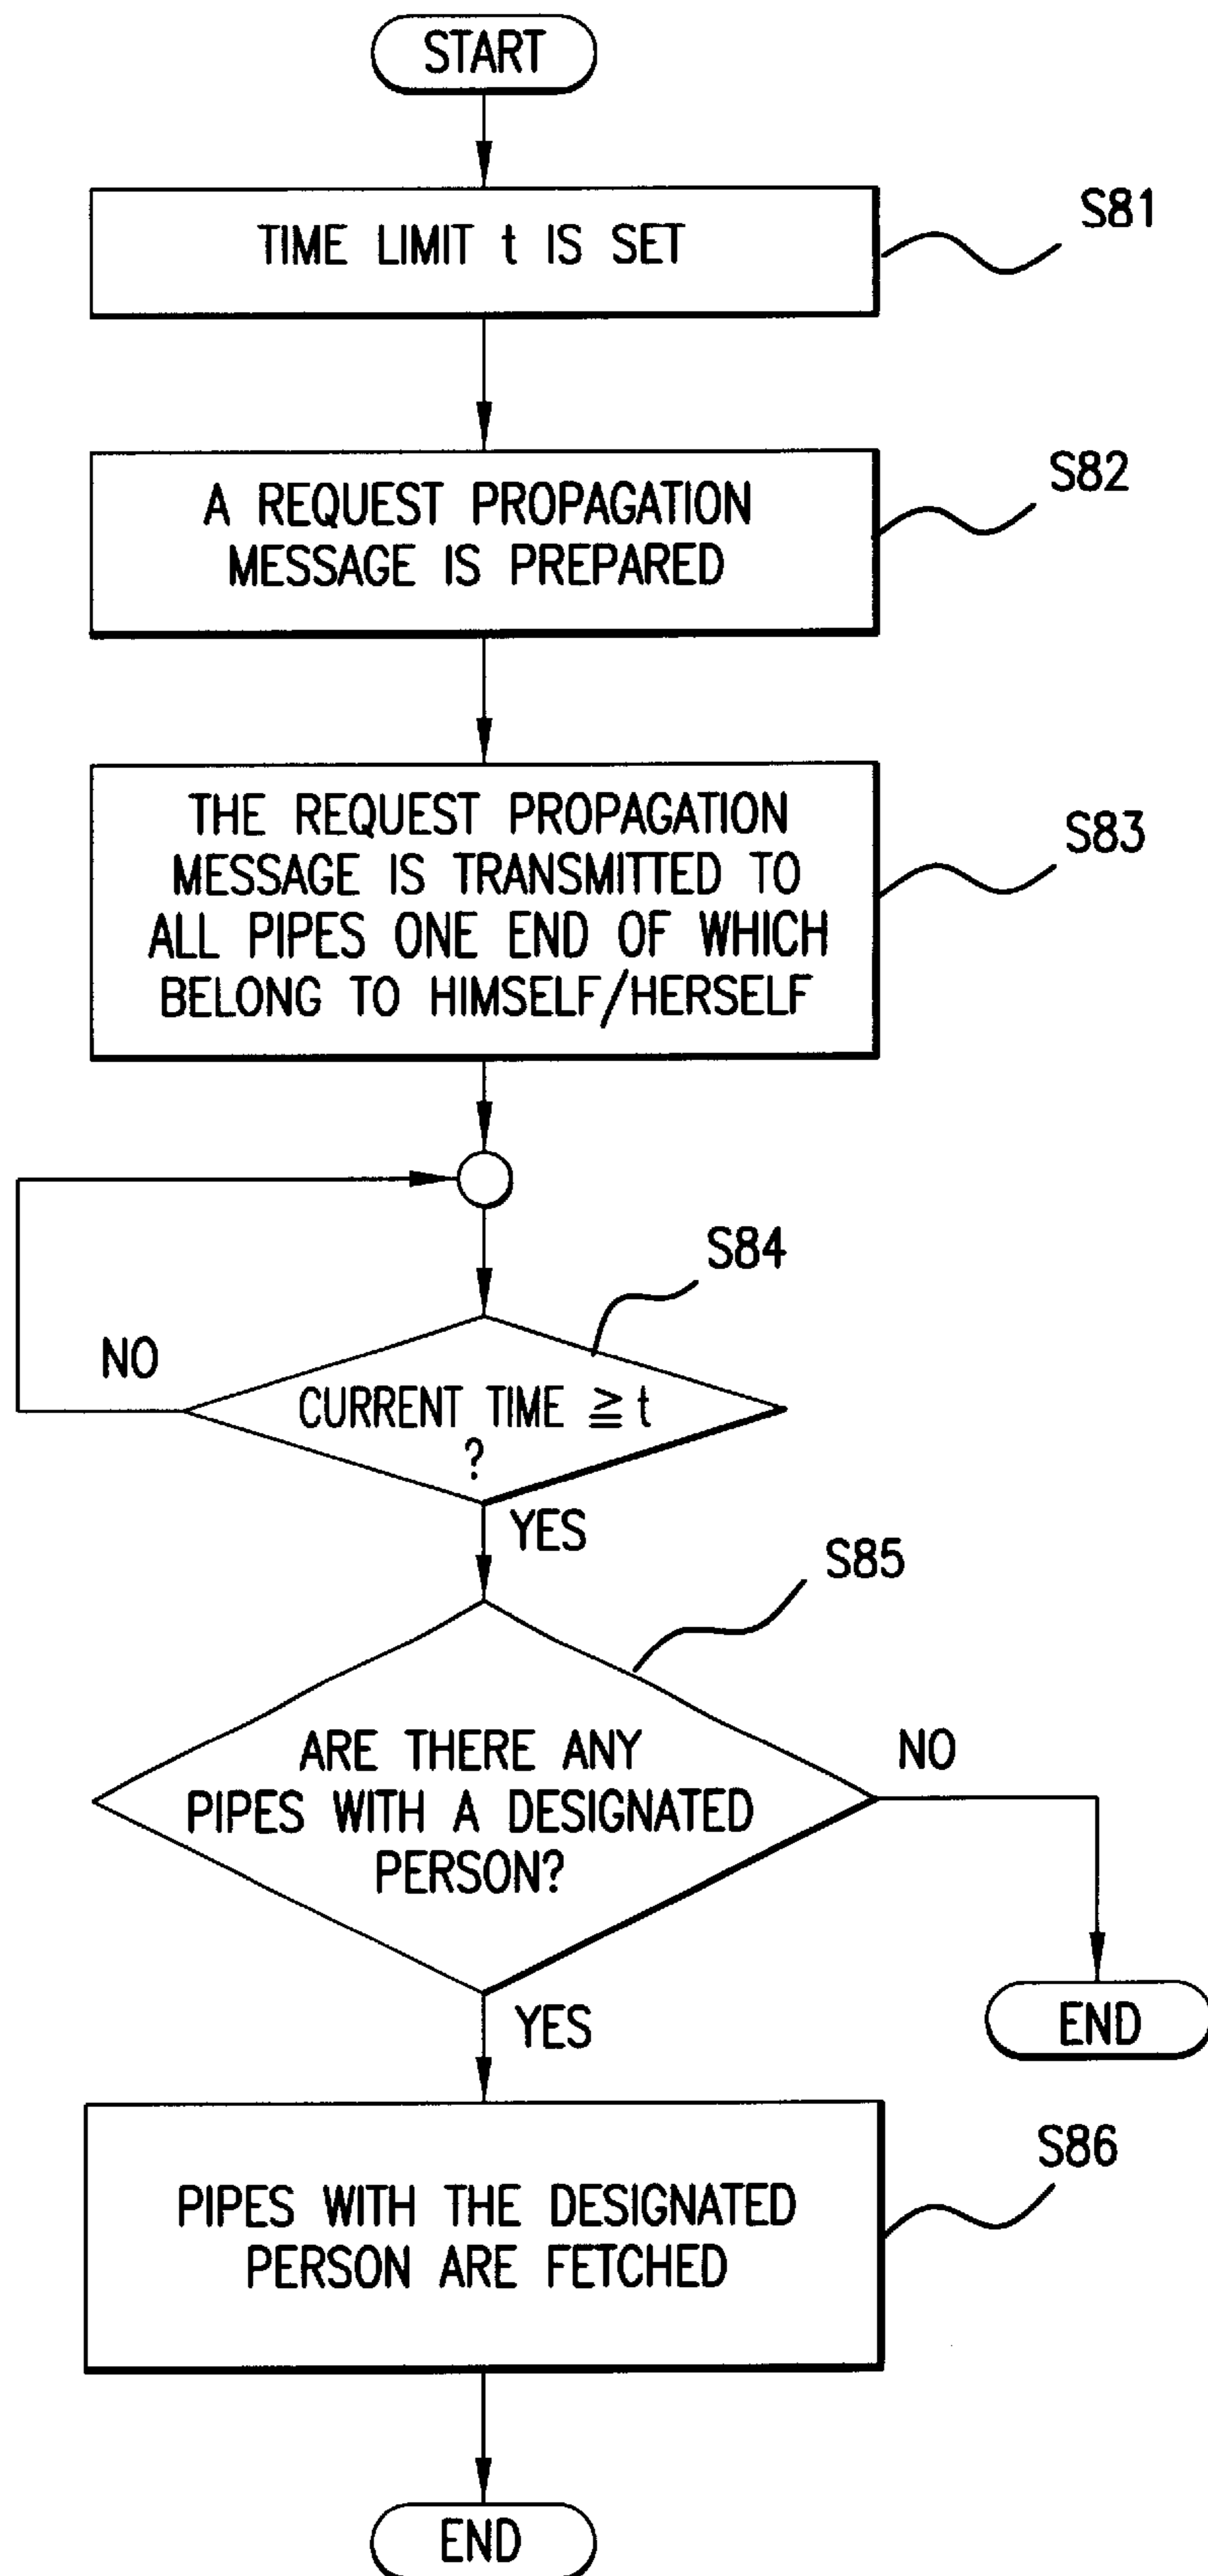 START
TIME LIMIT t IS SET
S81
A REQUEST PROPAGATION
MESSAGE IS PREPARED
S82
THE REQUEST PROPAGATION
MESSAGE IS TRANSMITTED TO
ALL PIPES ONE END OF WHICH
BELONG TO HIMSELF/HERSELF
S83
S84
NO
CURRENT TIME ≧ t
?
YES
S85
ARE THERE ANY
PIPES WITH A DESIGNATED
PERSON?
NO
END
YES
S86
PIPES WITH THE DESIGNATED
PERSON ARE FETCHED
END